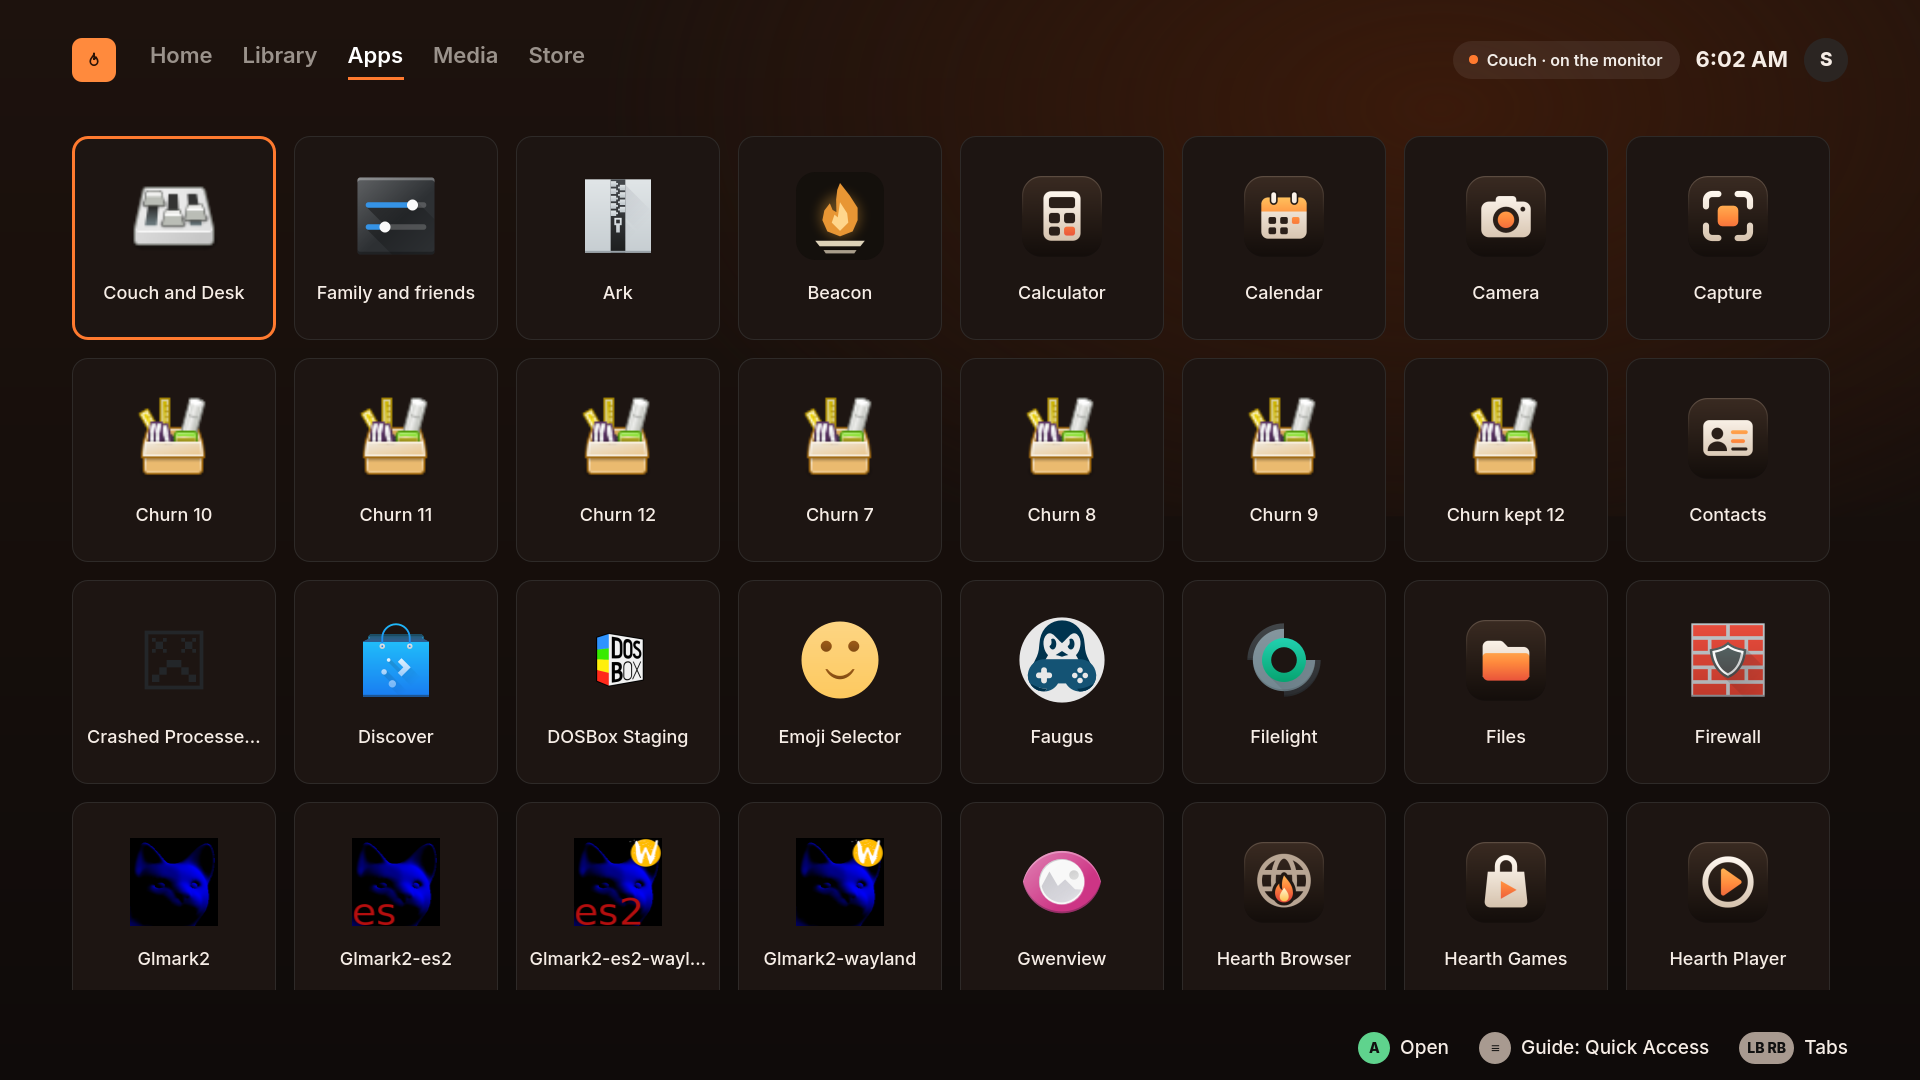 Home Library Apps Media Store
Couch · on the monitor 6:02 AM S
Couch and Desk Family and friends Ark Beacon Calculator Calendar Camera Capture
Churn 10 Churn 11 Churn 12 Churn 7 Churn 8 Churn 9 Churn kept 12 Contacts
DOS
BOX
Crashed Processe... Discover DOSBox Staging Emoji Selector Faugus Filelight Files Firewall
W W
es es2
Glmark2 Glmark2-es2 Glmark2-es2-wayl... Glmark2-wayland Gwenview Hearth Browser Hearth Games Hearth Player
A Open Guide: Quick Access LB RB Tabs